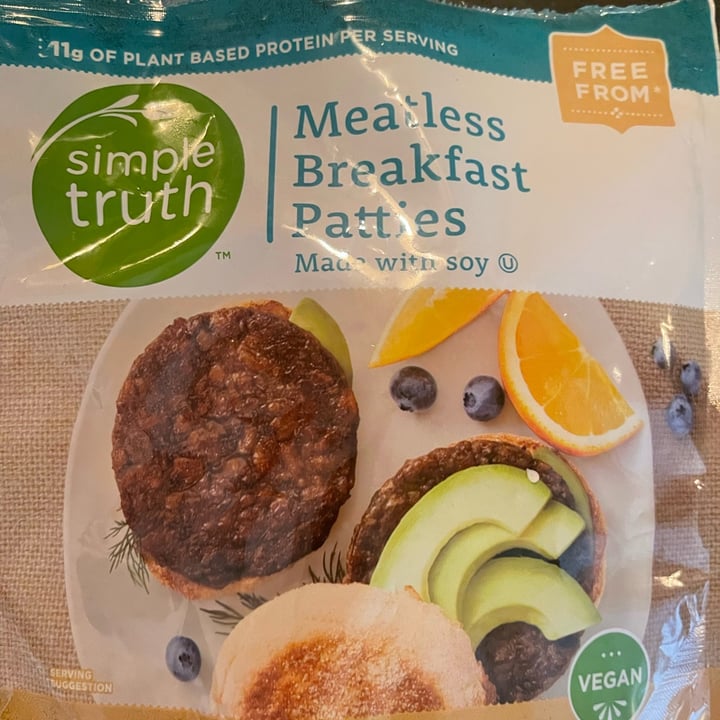 11g OF PLANT BASED PROTEIN PER SERVING
FREE
FROM*
simple
truth
TM
Meatless
Breakfast
Patties
Made with soy U
SERVING
SUGGESTION
VEGAN